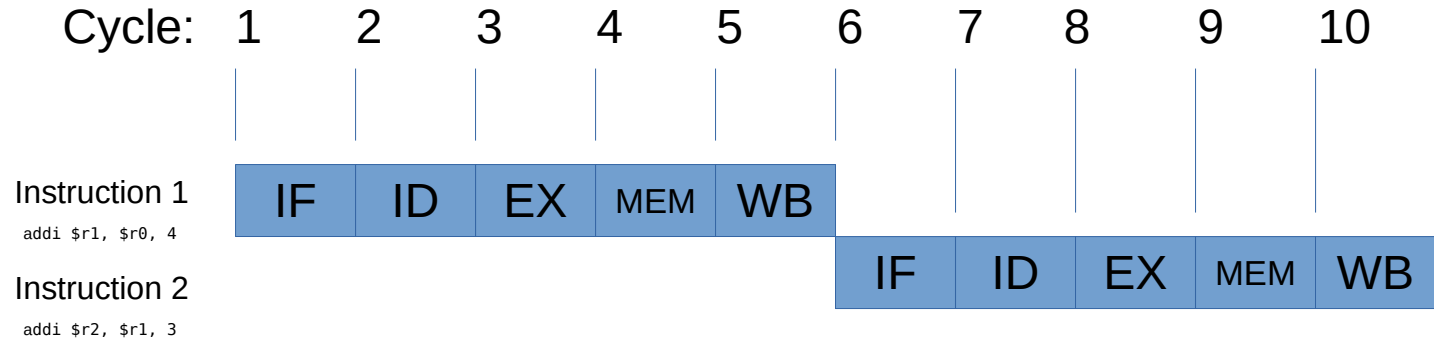 Cycle: 1 2 3 4 5 6 7 8 9 10
Instruction 1 IF ID EX MEM WB
addi $r1, $r0, 4
Instruction 2 IF ID EX MEM WB
addi $r2, $r1, 3